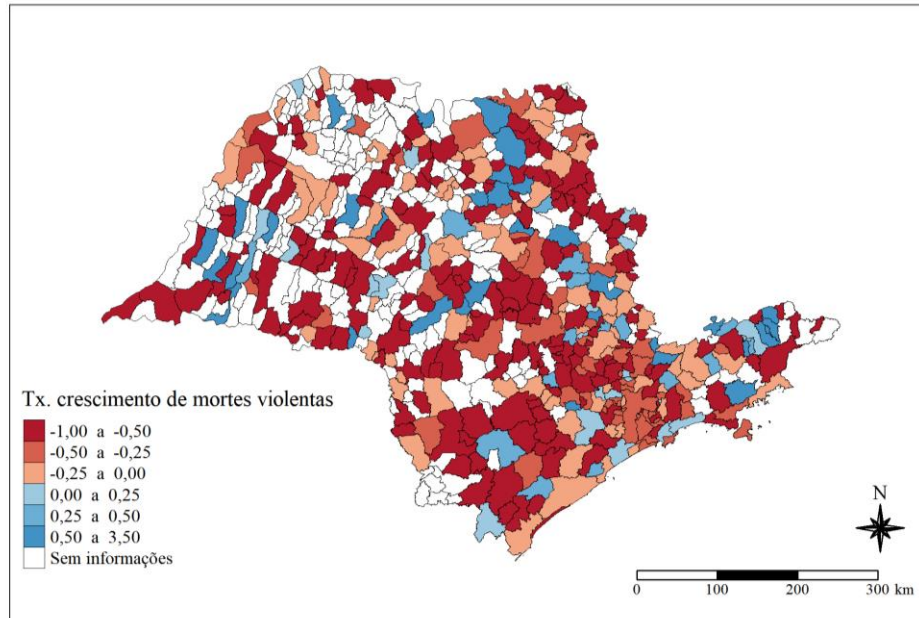 Tx. crescimento de mortes violentas
-1,00 a -0,50
-0,50 a -0,25
-0,25 a 0,00
0,00 a 0,25
0,25 a 0,50
0,50 a 3,50
Sem informações
N
0 100 200 300 km